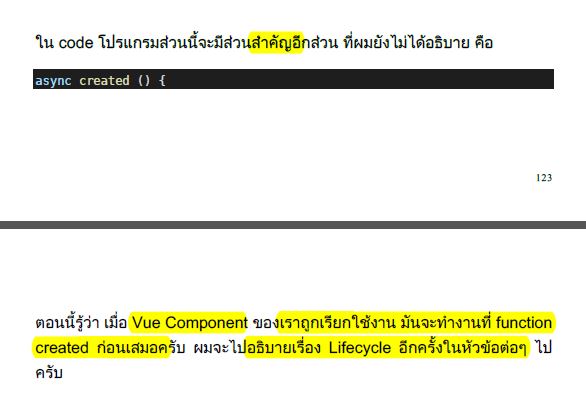 ใน code โปรแกรมส่วนนี้จะมีส่วนสำคัญอีกส่วน ที่ผมยังไม่ได้อธิบาย คือ
async created () {
123
ตอนนี้รู้ว่า เมื่อ Vue Component ของเราถูกเรียกใช้งาน มันจะทำงานที่ function
created ก่อนเสมอครับ ผมจะไปอธิบายเรื่อง Lifecycle อีกครั้งในหัวข้อต่อๆ ไป
ครับ